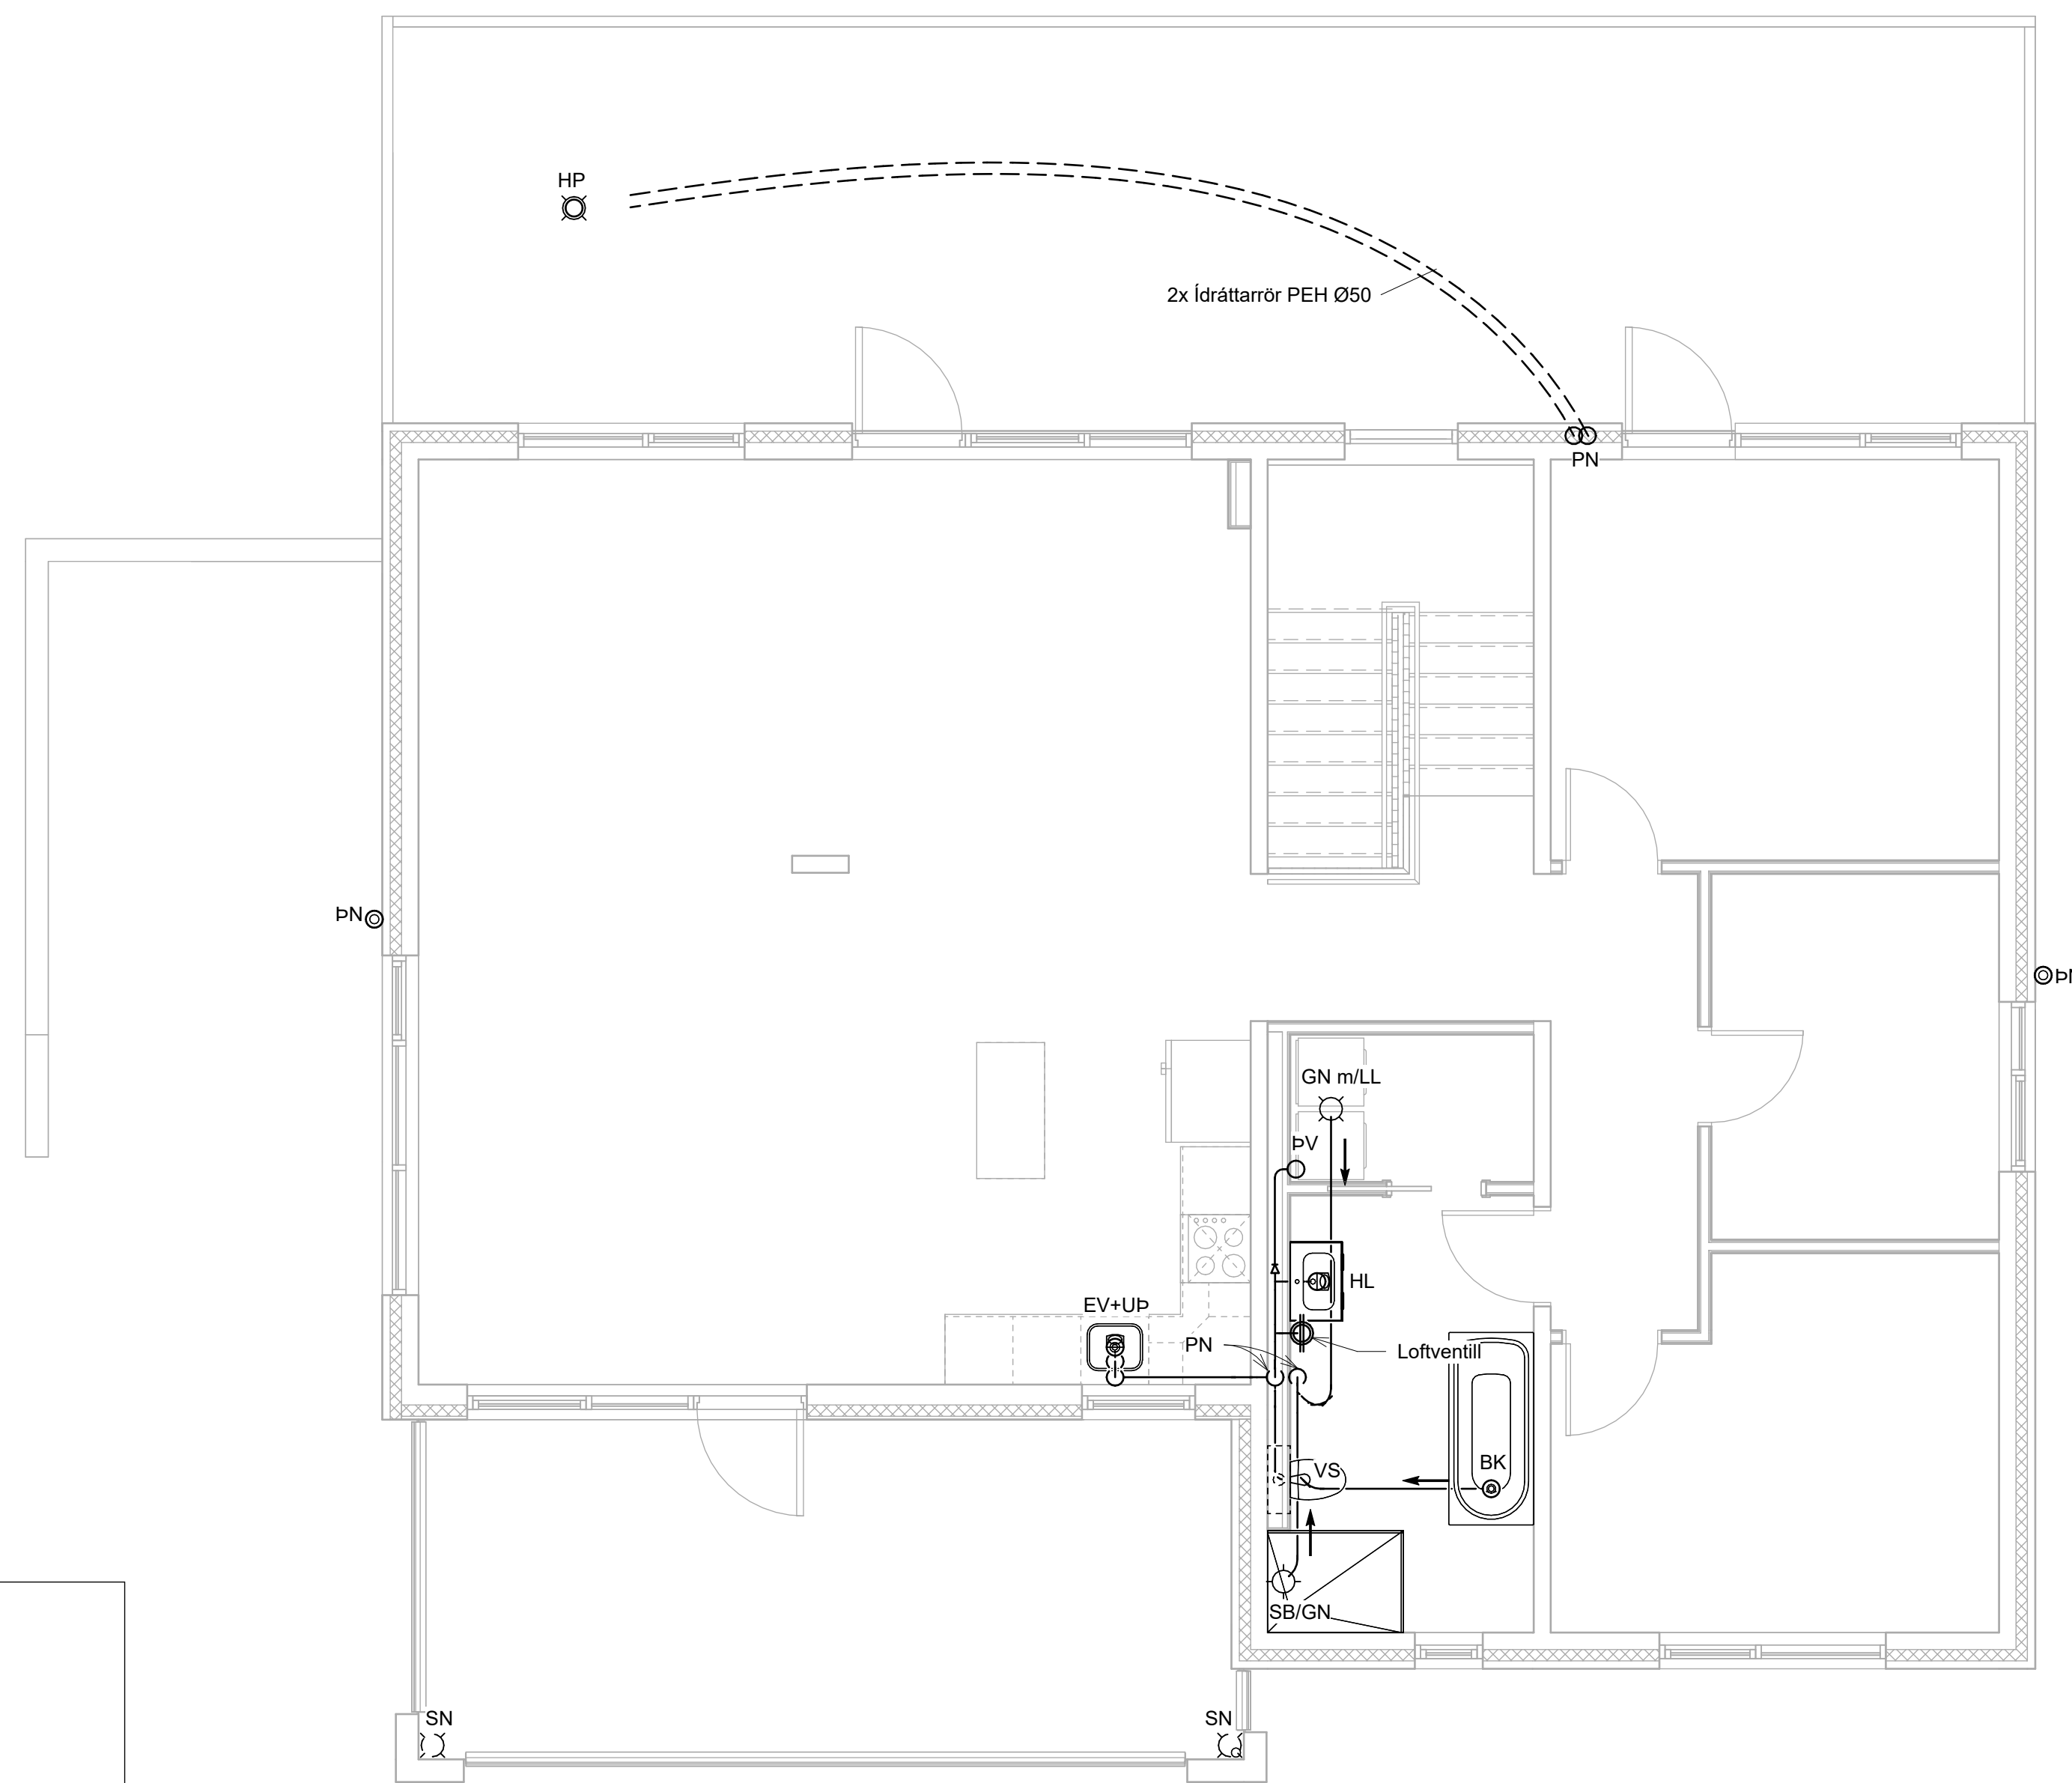 HP
2x Ídráttarrör PEH Ø50
PN
ÞN
ÞN
GN m/LL
ÞV
HL
EV+UÞ
PN
Loftventill
BK
VS
SB/GN
SN
SN